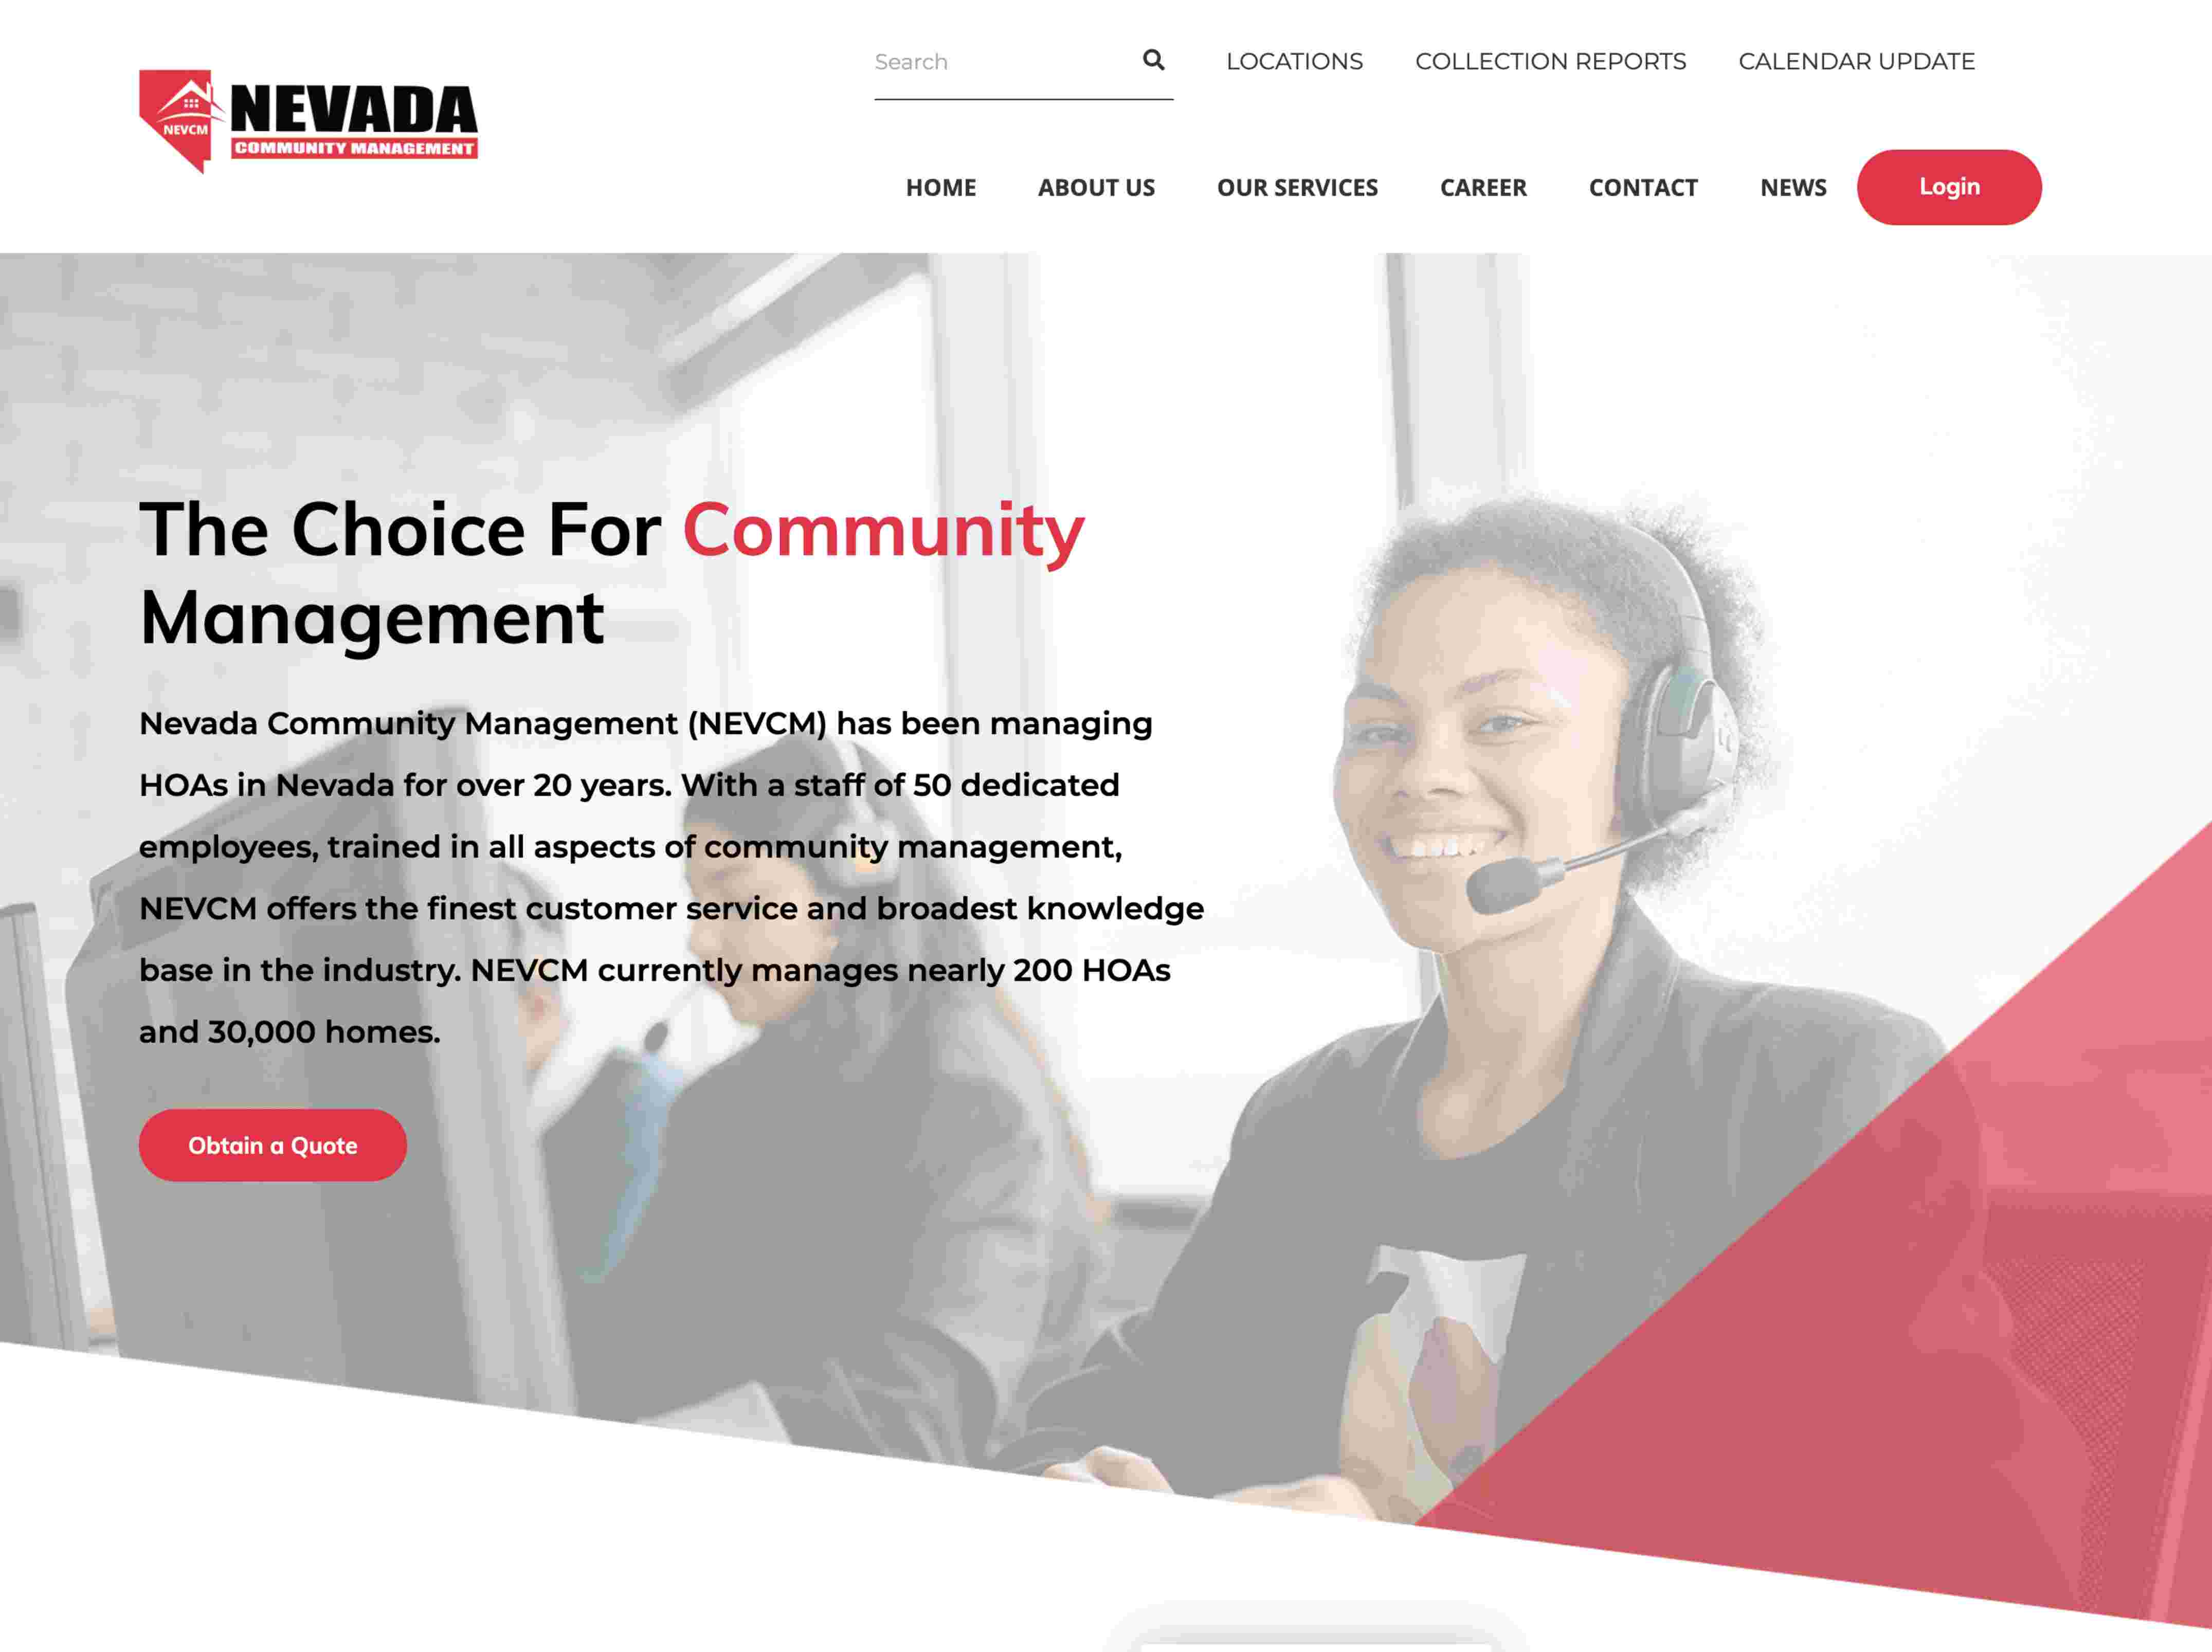 NEVCM
NEVADA
COMMUNITY MANAGEMENT
Search
LOCATIONS
COLLECTION REPORTS
CALENDAR UPDATE
HOME
ABOUT US
OUR SERVICES
CAREER
CONTACT
NEWS
Login
The Choice For Community
Management
Nevada Community Management (NEVCM) has been managing
HOAs in Nevada for over 20 years. With a staff of 50 dedicated
employees, trained in all aspects of community management,
NEVCM offers the finest customer service and broadest knowledge
base in the industry. NEVCM currently manages nearly 200 HOAs
and 30,000 homes.
Obtain a Quote